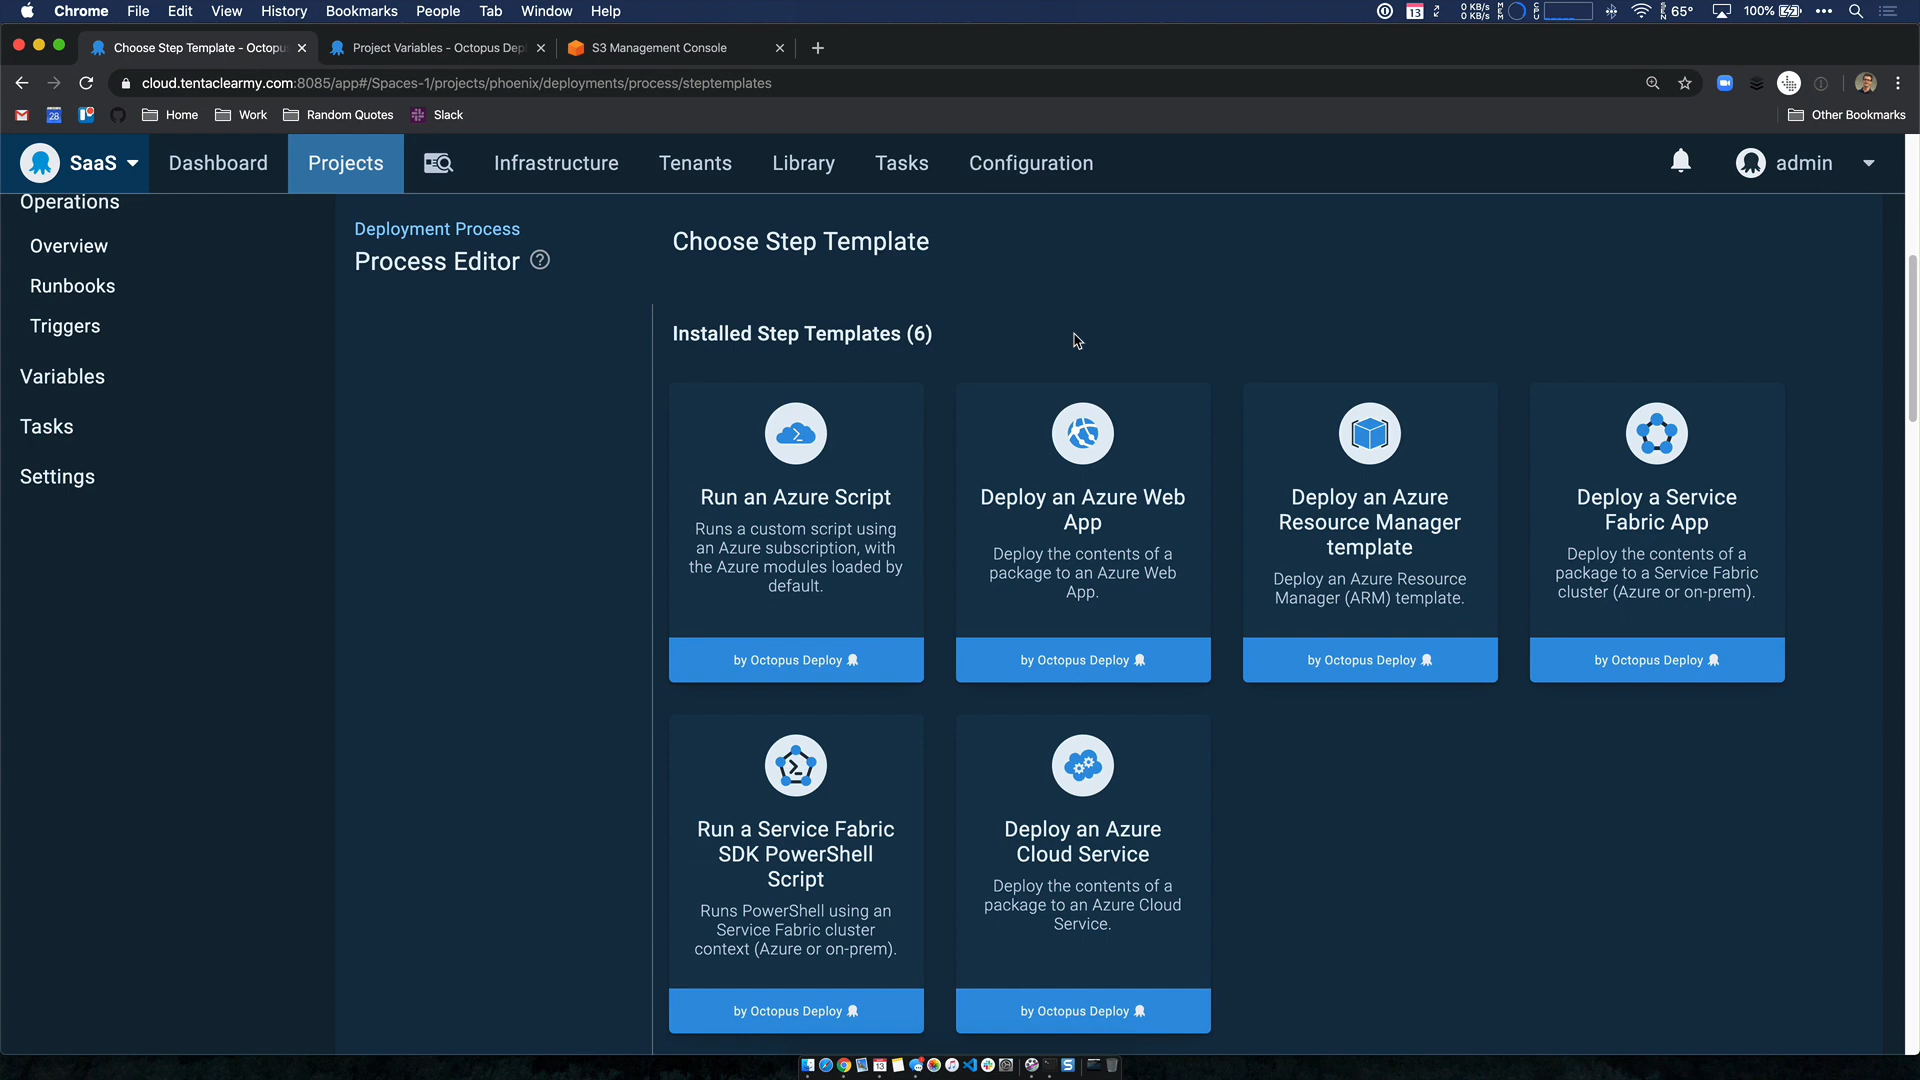 Chrome File Edit View History Bookmarks People Tab Window Help
13 0 KB/s 0 KB/s 65° 100%
Choose Step Template - Octopus
Project Variables - Octopus Dep
S3 Management Console
cloud.tentaclearmy.com:8085/app#/Spaces-1/projects/phoenix/deployments/process/steptemplates
28 Home Work Random Quotes Slack Other Bookmarks
SaaS Dashboard Projects Infrastructure Tenants Library Tasks Configuration admin
Operations
Overview
Runbooks
Triggers
Variables
Tasks
Settings
Deployment Process
Process Editor ?
Choose Step Template
Installed Step Templates (6)
Run an Azure Script
Runs a custom script using
an Azure subscription, with
the Azure modules loaded by
default.
by Octopus Deploy
Deploy an Azure Web
App
Deploy the contents of a
package to an Azure Web
App.
by Octopus Deploy
Deploy an Azure
Resource Manager
template
Deploy an Azure Resource
Manager (ARM) template.
by Octopus Deploy
Deploy a Service
Fabric App
Deploy the contents of a
package to a Service Fabric
cluster (Azure or on-prem).
by Octopus Deploy
Run a Service Fabric
SDK PowerShell
Script
Runs PowerShell using an
Service Fabric cluster
context (Azure or on-prem).
by Octopus Deploy
Deploy an Azure
Cloud Service
Deploy the contents of a
package to an Azure Cloud
Service.
by Octopus Deploy